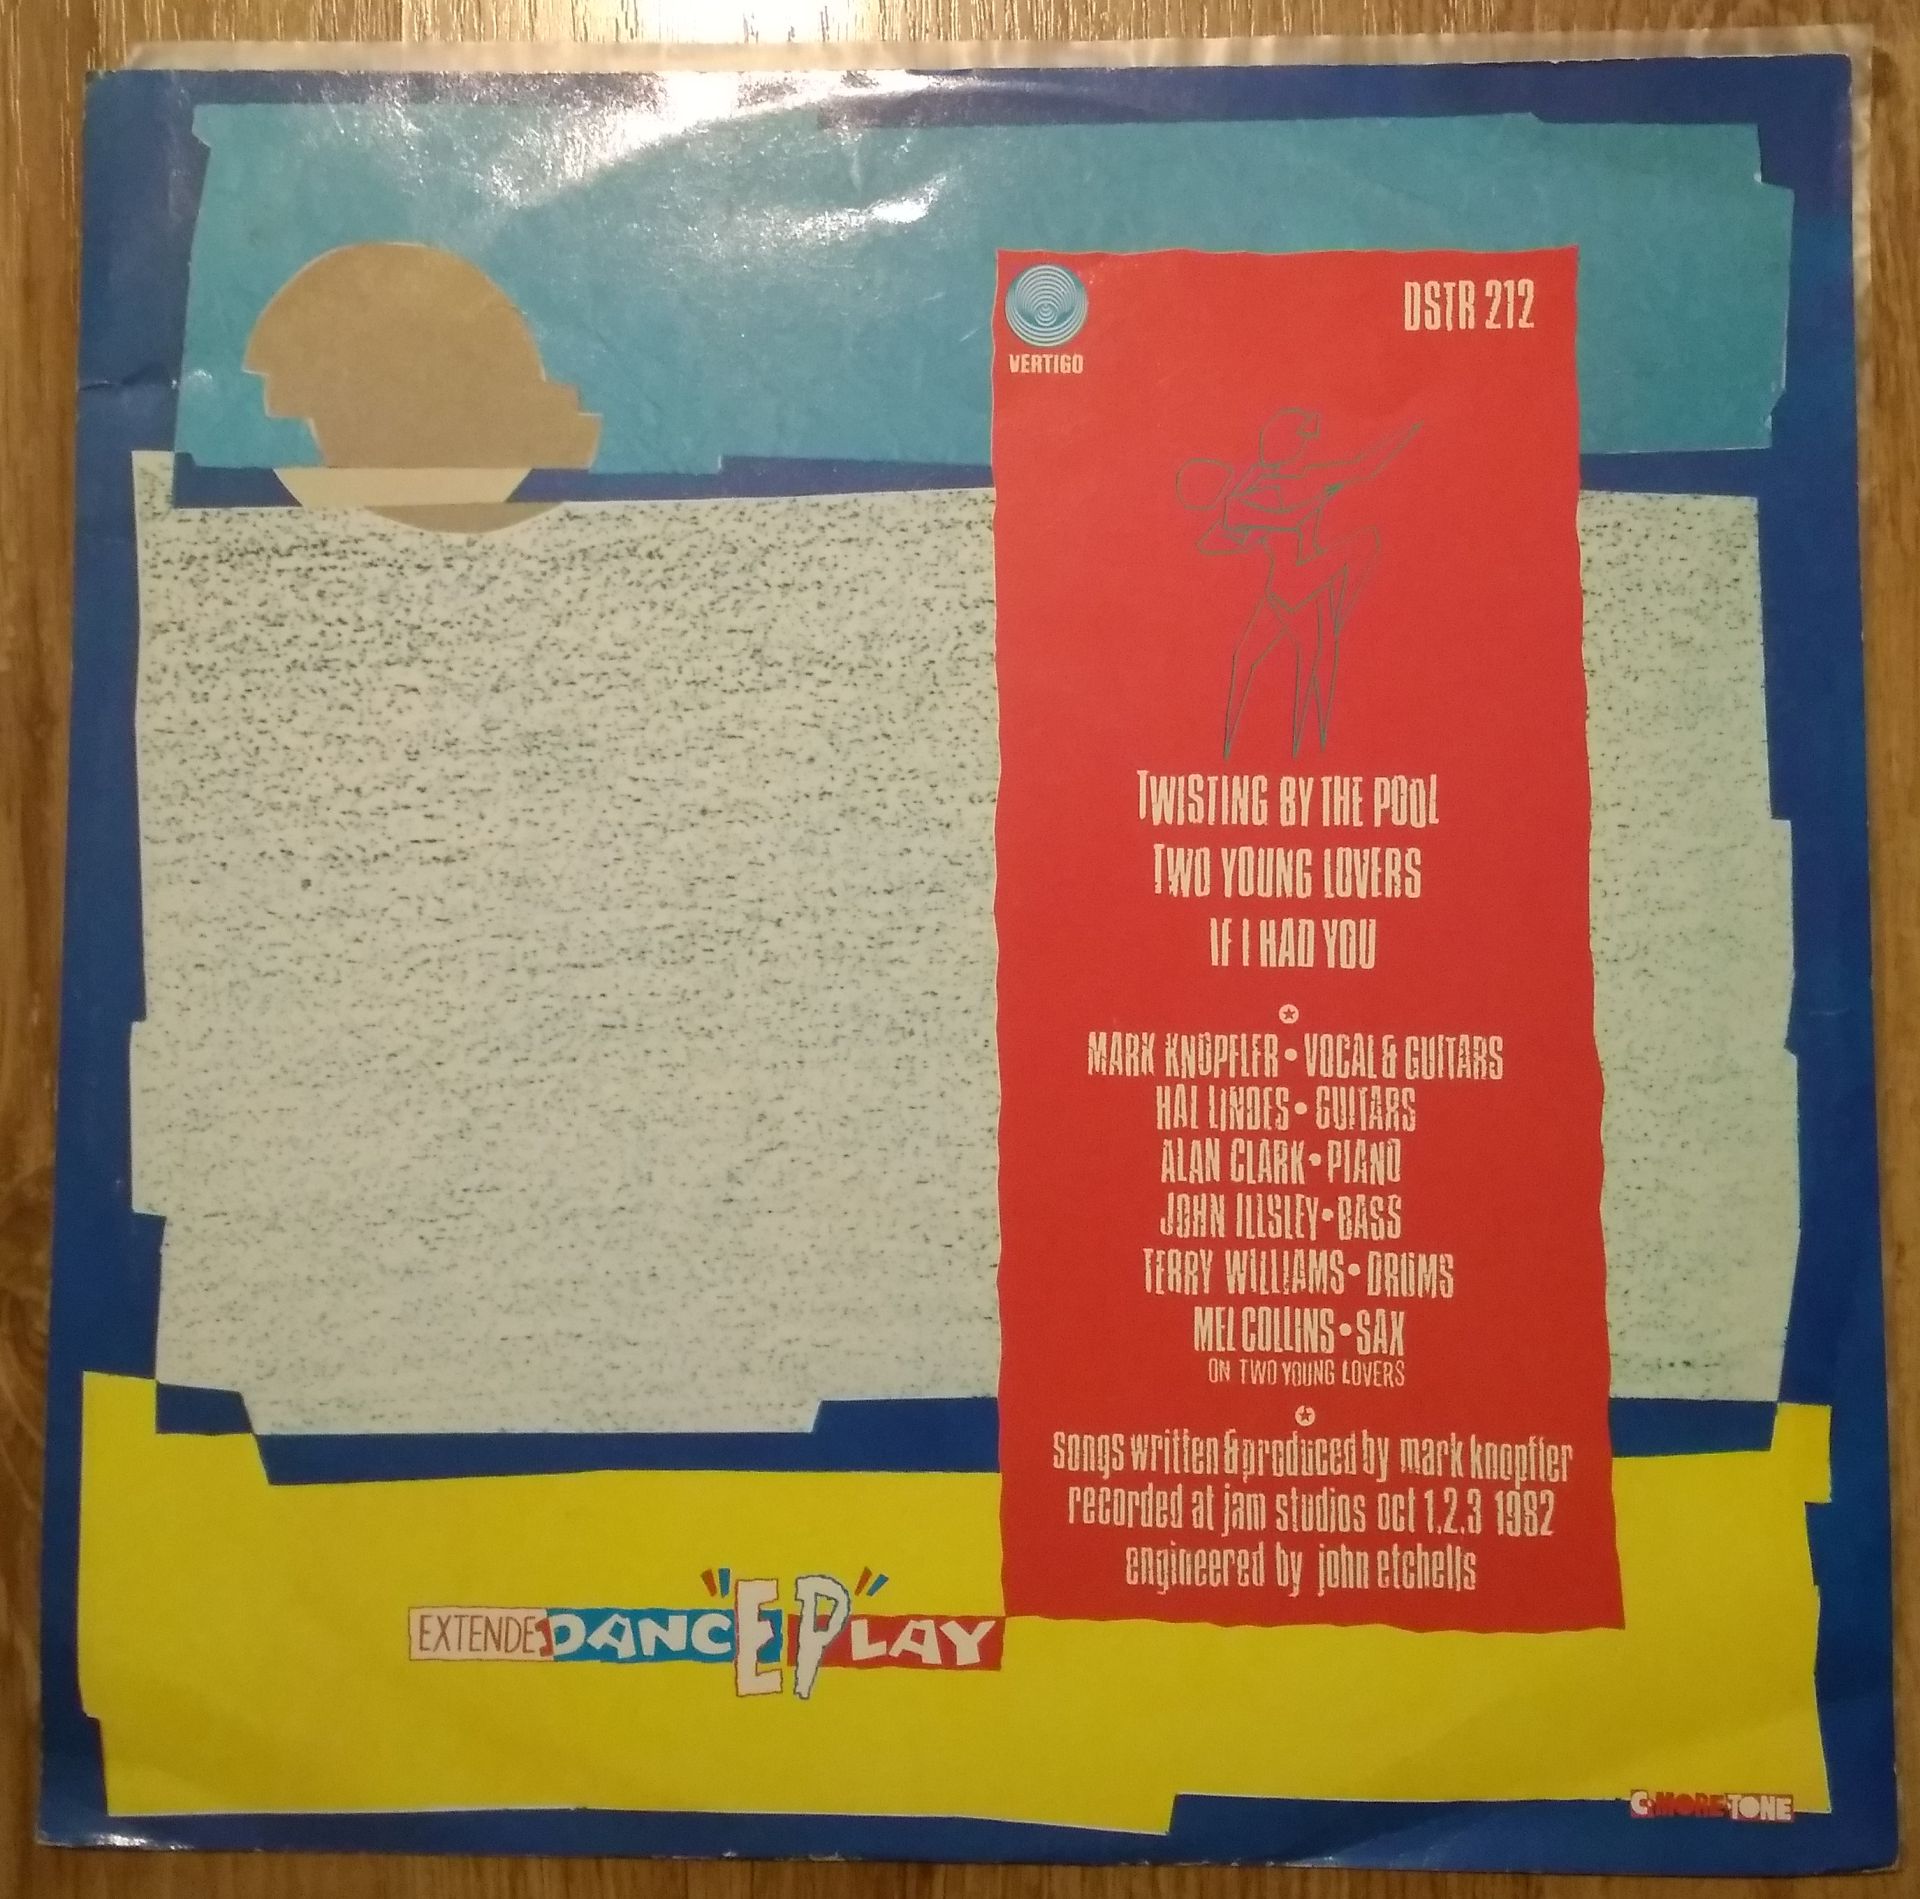 DSTR 212
VERTIGO
TWISTING BY THE POOL
TWO YOUNG LOVERS
IF I HAD YOU
MARK KNOPFLER • VOCAL & GUITARS
HAL LINDES • GUITARS
ALAN CLARK • PIANO
JOHN ILLSLEY • BASS
TERRY WILLIAMS • DRUMS
MEL COLLINS • SAX
ON TWO YOUNG LOVERS
songs written & produced by mark knopfler
recorded at jam studios oct 1.2.3 1982
engineered by john etchells
EXTENDEDANC"EP"LAY
C•MORE•TONE